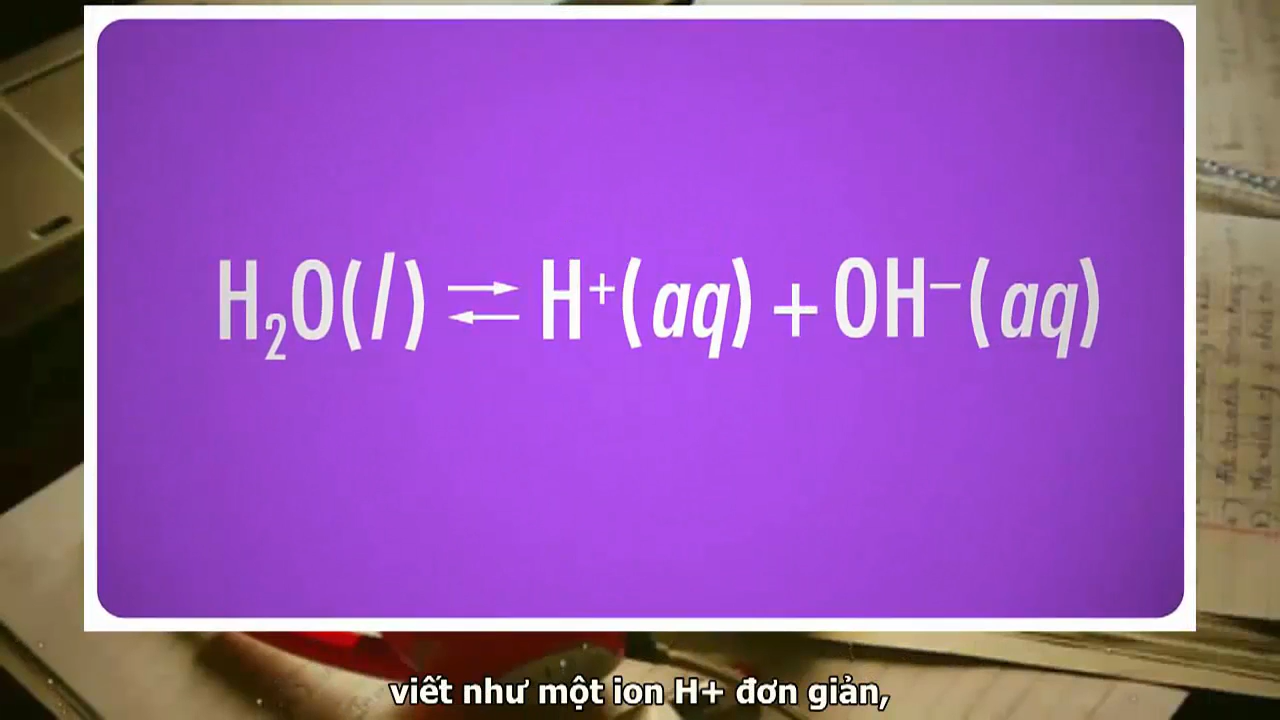 H₂O(l) ⇌ H⁺(aq) + OH⁻(aq)
viết như một ion H+ đơn giản,